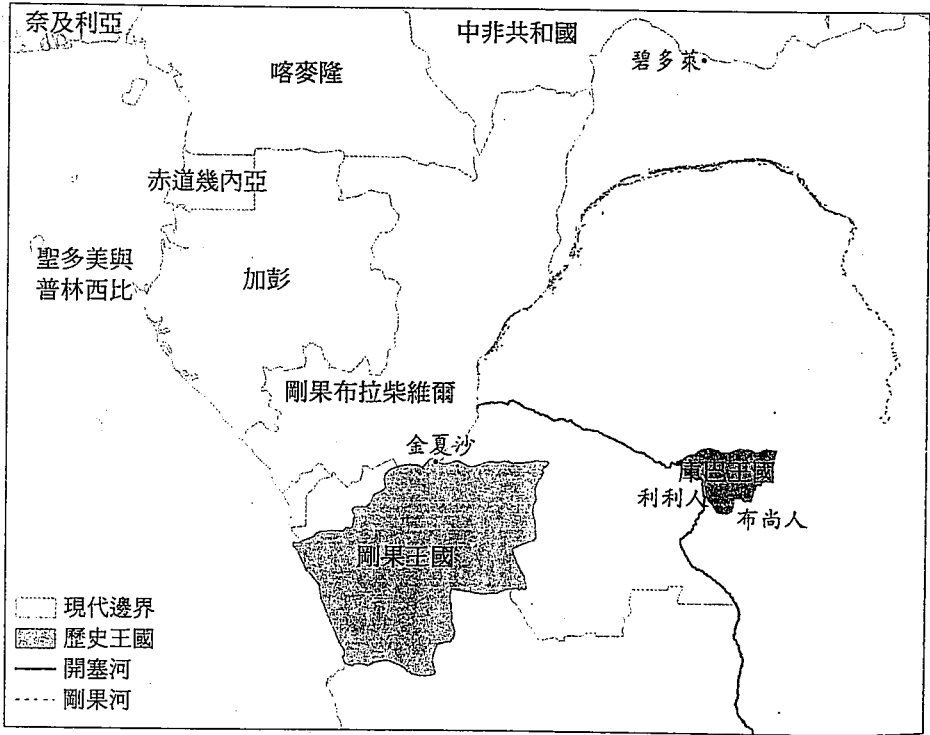 奈及利亞
中非共和國
碧多萊
喀麥隆
赤道幾內亞
聖多美與
普林西比
加彭
剛果布拉柴維爾
金夏沙
庫巴王國
利利人
布尚人
剛果王國
現代邊界
歷史王國
開塞河
剛果河